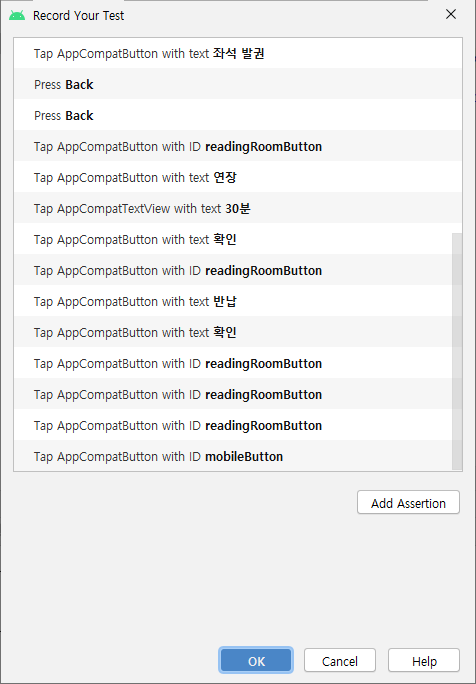 Record Your Test
Tap AppCompatButton with text 좌석 발권
Press Back
Press Back
Tap AppCompatButton with ID readingRoomButton
Tap AppCompatButton with text 연장
Tap AppCompatTextView with text 30분
Tap AppCompatButton with text 확인
Tap AppCompatButton with ID readingRoomButton
Tap AppCompatButton with text 반납
Tap AppCompatButton with text 확인
Tap AppCompatButton with ID readingRoomButton
Tap AppCompatButton with ID readingRoomButton
Tap AppCompatButton with ID readingRoomButton
Tap AppCompatButton with ID mobileButton
Add Assertion
OK
Cancel
Help